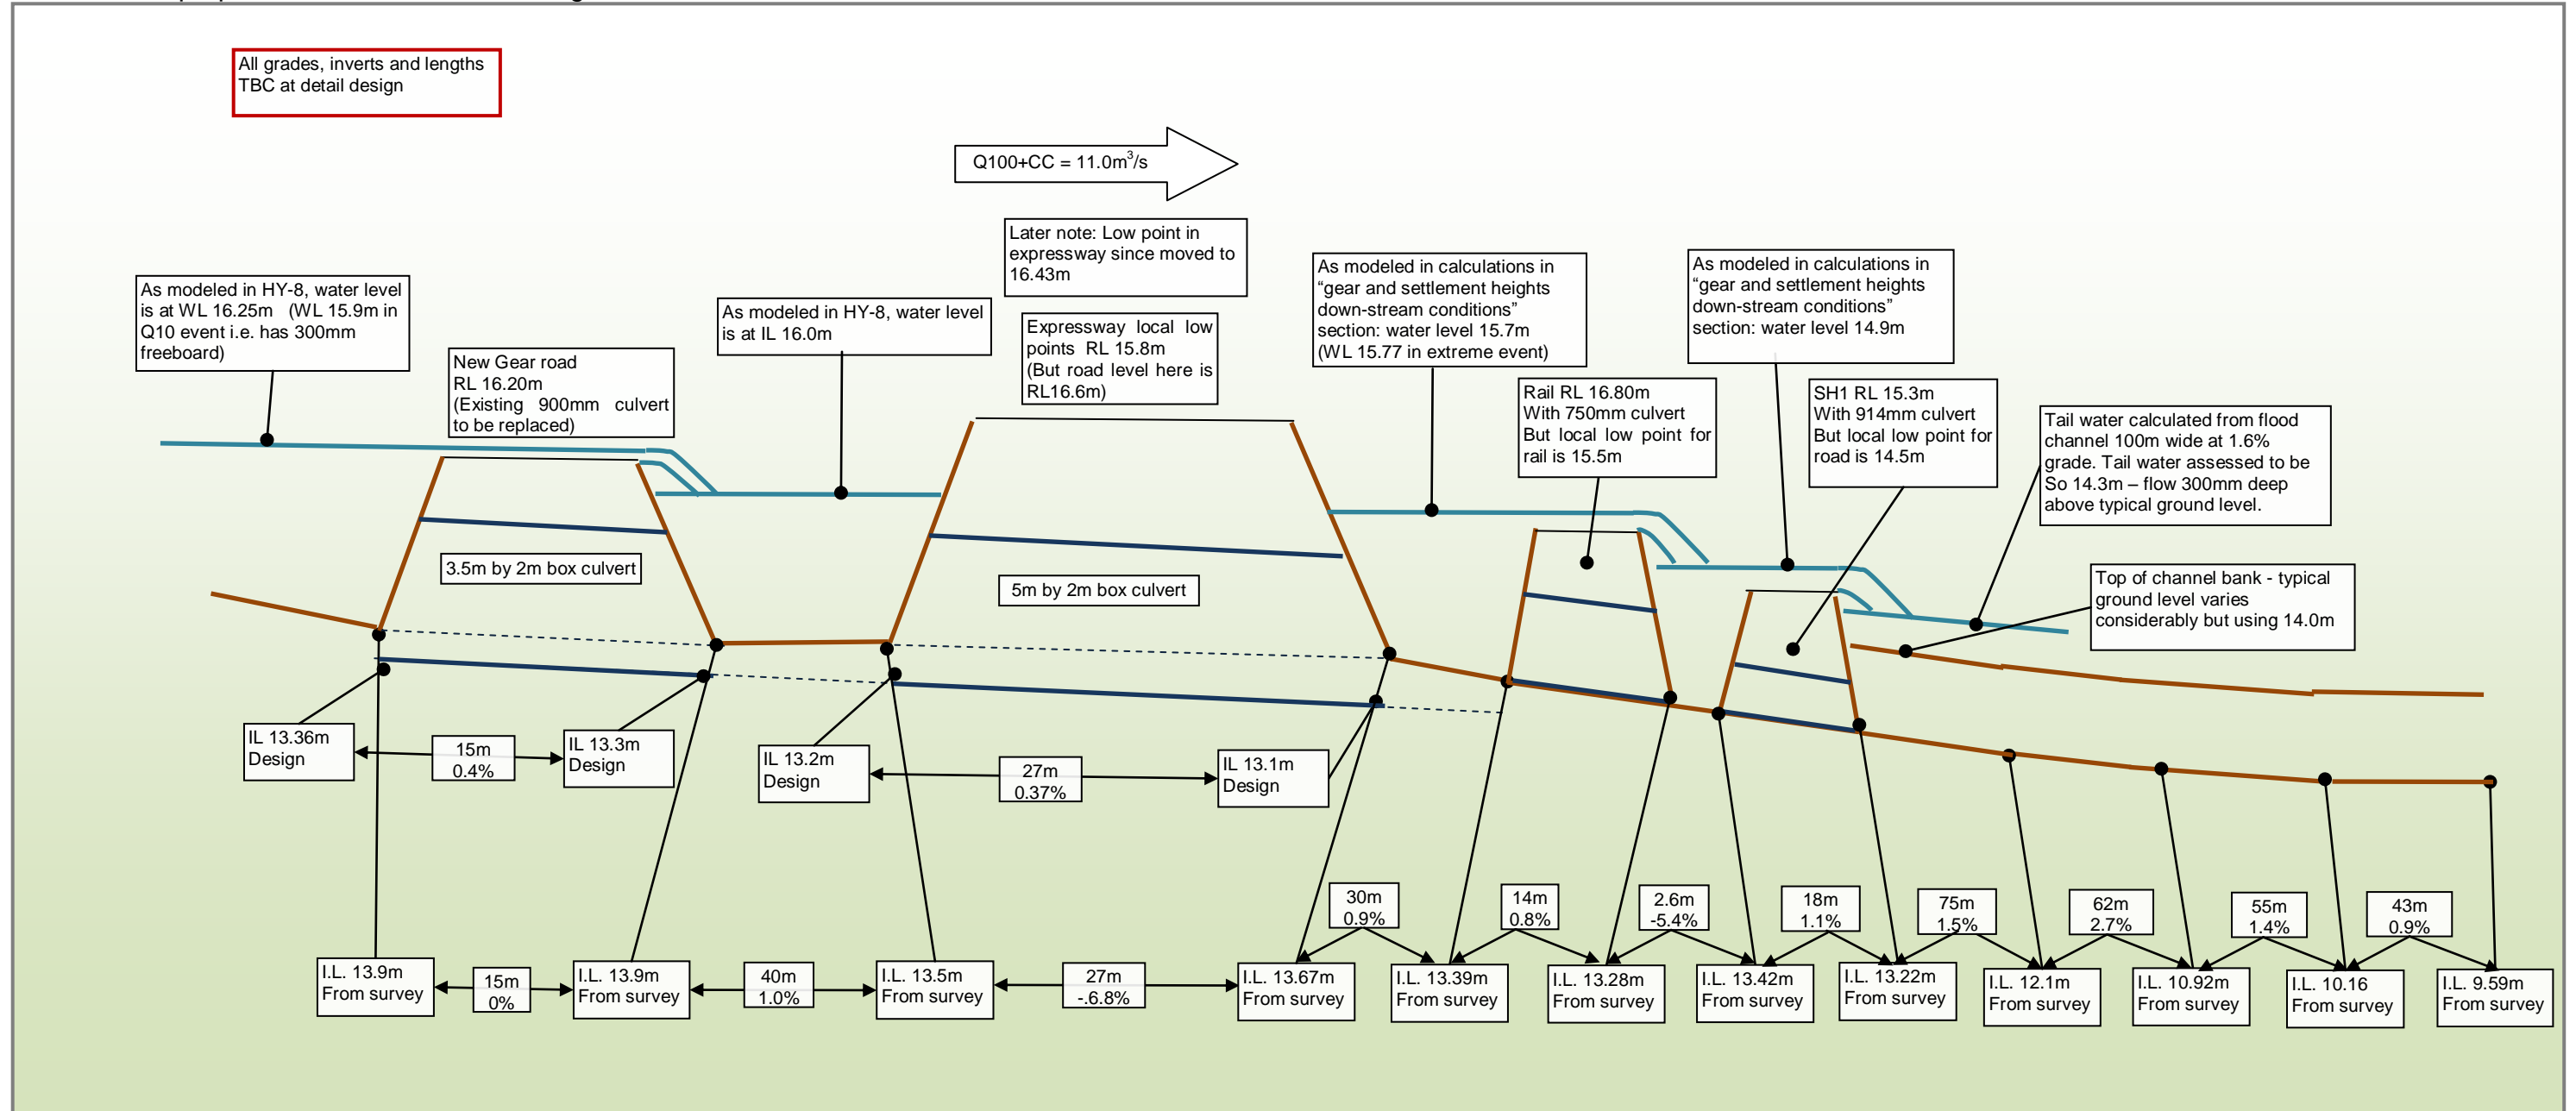 All grades, inverts and lengths
TBC at detail design
Q100+CC = 11.0m³/s
Later note: Low point in
expressway since moved to
16.43m
As modeled in HY-8, water level
is at WL 16.25m (WL 15.9m in
Q10 event i.e. has 300mm
freeboard)
New Gear road
RL 16.20m
(Existing 900mm culvert
to be replaced)
As modeled in HY-8, water level
is at IL 16.0m
Expressway local low
points RL 15.8m
(But road level here is
RL16.6m)
As modeled in calculations in
“gear and settlement heights
down-stream conditions”
section: water level 15.7m
(WL 15.77 in extreme event)
As modeled in calculations in
“gear and settlement heights
down-stream conditions”
section: water level 14.9m
Rail RL 16.80m
With 750mm culvert
But local low point for
rail is 15.5m
SH1 RL 15.3m
With 914mm culvert
But local low point for
road is 14.5m
Tail water calculated from flood
channel 100m wide at 1.6%
grade. Tail water assessed to be
So 14.3m – flow 300mm deep
above typical ground level.
Top of channel bank - typical
ground level varies
considerably but using 14.0m
3.5m by 2m box culvert
5m by 2m box culvert
IL 13.36m
Design
15m
0.4%
IL 13.3m
Design
IL 13.2m
Design
27m
0.37%
IL 13.1m
Design
30m
0.9%
14m
0.8%
2.6m
-5.4%
18m
1.1%
75m
1.5%
62m
2.7%
55m
1.4%
43m
0.9%
I.L. 13.9m
From survey
15m
0%
I.L. 13.9m
From survey
40m
1.0%
I.L. 13.5m
From survey
27m
-.6.8%
I.L. 13.67m
From survey
I.L. 13.39m
From survey
I.L. 13.28m
From survey
I.L. 13.42m
From survey
I.L. 13.22m
From survey
I.L. 12.1m
From survey
I.L. 10.92m
From survey
I.L. 10.16
From survey
I.L. 9.59m
From survey